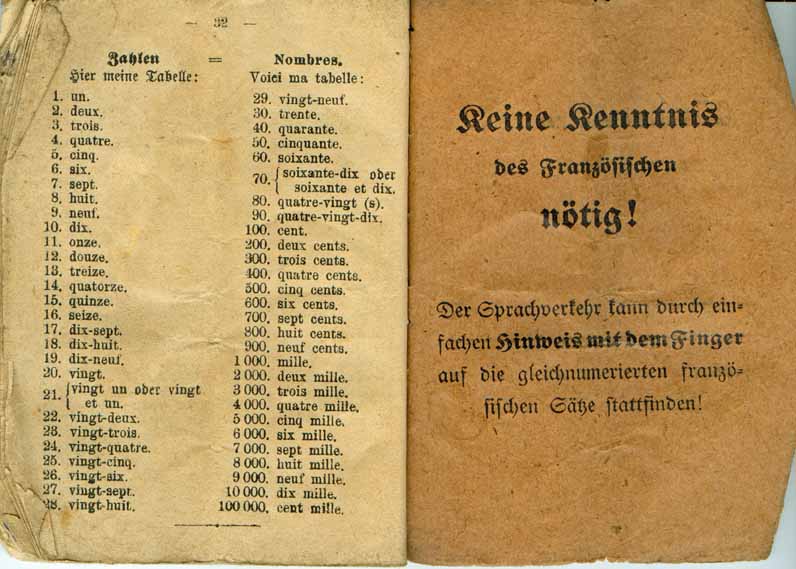 — 32 —
Zahlen = Nombres.
Hier meine Tabelle: Voici ma tabelle:
1. un.
2. deux.
3. trois.
4. quatre.
5. cinq.
6. six.
7. sept.
8. huit.
9. neuf.
10. dix.
11. onze.
12. douze.
13. treize.
14. quatorze.
15. quinze.
16. seize.
17. dix-sept.
18. dix-huit.
19. dix-neuf.
20. vingt.
21. { vingt un oder vingt
et un.
22. vingt-deux.
23. vingt-trois.
24. vingt-quatre.
25. vingt-cinq.
26. vingt-six.
27. vingt-sept.
28. vingt-huit.
29. vingt-neuf.
30. trente.
40. quarante.
50. cinquante.
60. soixante.
70. { soixante-dix oder
soixante et dix.
80. quatre-vingt (s).
90. quatre-vingt-dix.
100. cent.
200. deux cents.
300. trois cents.
400. quatre cents.
500. cinq cents.
600. six cents.
700. sept cents.
800. huit cents.
900. neuf cents.
1 000. mille.
2 000. deux mille.
3 000. trois mille.
4 000. quatre mille.
5 000. cinq mille.
6 000. six mille.
7 000. sept mille.
8 000. huit mille.
9 000. neuf mille.
10 000. dix mille.
100 000. cent mille.
Keine Kenntnis
des Französischen
nötig!
Der Sprachverkehr kann durch ein-
fachen Hinweis mit dem Finger
auf die gleichnumerierten franzö-
sischen Sätze stattfinden!